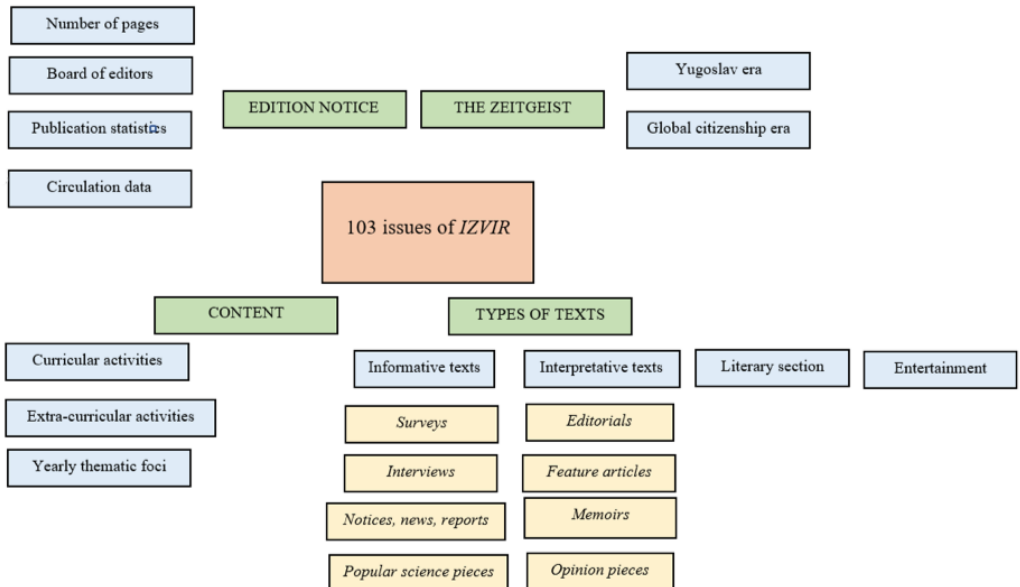 Number of pages
Board of editors
Publication statistics
Circulation data
EDITION NOTICE
THE ZEITGEIST
Yugoslav era
Global citizenship era
103 issues of IZVIR
CONTENT
Curricular activities
Extra-curricular activities
Yearly thematic foci
TYPES OF TEXTS
Informative texts
Surveys
Interviews
Notices, news, reports
Popular science pieces
Interpretative texts
Editorials
Feature articles
Memoirs
Opinion pieces
Literary section
Entertainment